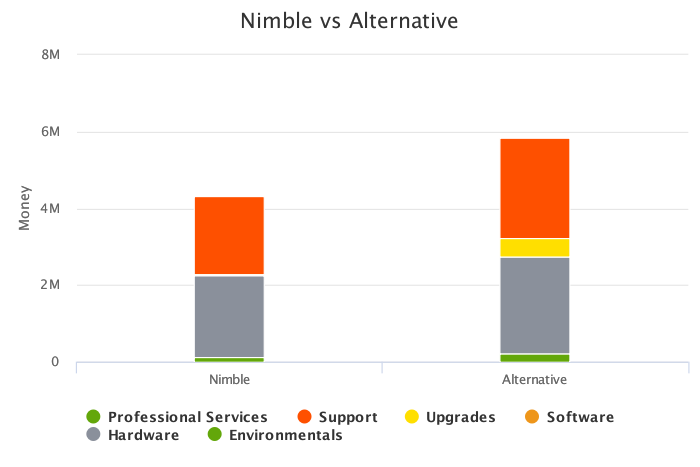 Nimble vs Alternative
8M
6M
4M
2M
0
Money
Nimble Alternative
Professional Services Support Upgrades Software
Hardware Environmentals